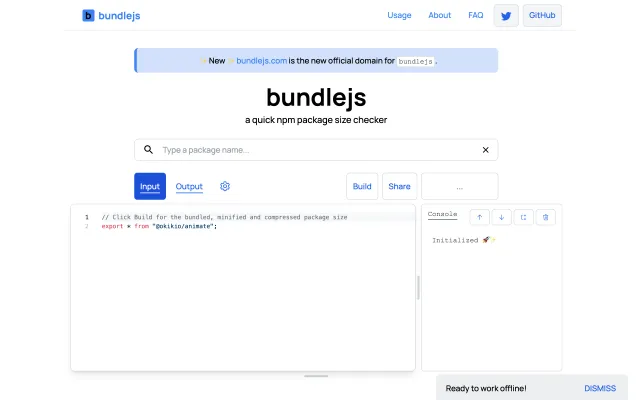 b bundlejs
Usage
About
FAQ
GitHub
✨New ✨ bundlejs.com is the new official domain for bundlejs.
bundlejs
a quick npm package size checker
Type a package name...
Input
Output
Build
Share
...
1 // Click Build for the bundled, minified and compressed package size
2 export * from "@okikio/animate";
Console
Initialized 🚀✨
Ready to work offline!
DISMISS